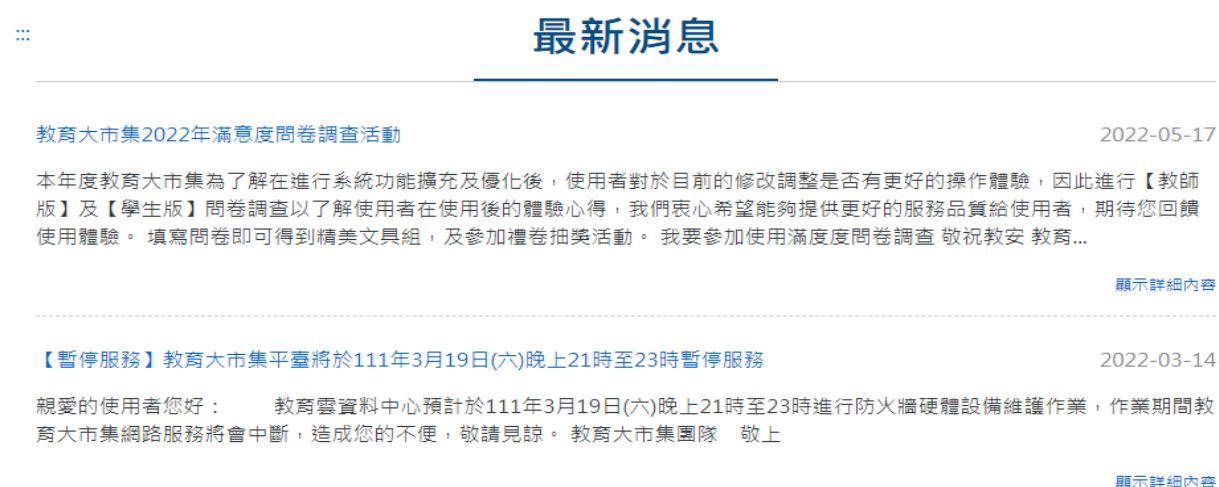 :::
最新消息
教育大市集2022年滿意度問卷調查活動 2022-05-17
本年度教育大市集為了解在進行系統功能擴充及優化後，使用者對於目前的修改調整是否有更好的操作體驗，因此進行【教師
版】及【學生版】問卷調查以了解使用者在使用後的體驗心得，我們衷心希望能夠提供更好的服務品質給使用者，期待您回饋
使用體驗。 填寫問卷即可得到精美文具組，及參加禮卷抽獎活動。 我要參加使用滿度度問卷調查 敬祝教安 教育...
顯示詳細內容
【暫停服務】教育大市集平臺將於111年3月19日(六)晚上21時至23時暫停服務 2022-03-14
親愛的使用者您好： 教育雲資料中心預計於111年3月19日(六)晚上21時至23時進行防火牆硬體設備維護作業，作業期間教
育大市集網路服務將會中斷，造成您的不便，敬請見諒。 教育大市集團隊 敬上
顯示詳細內容